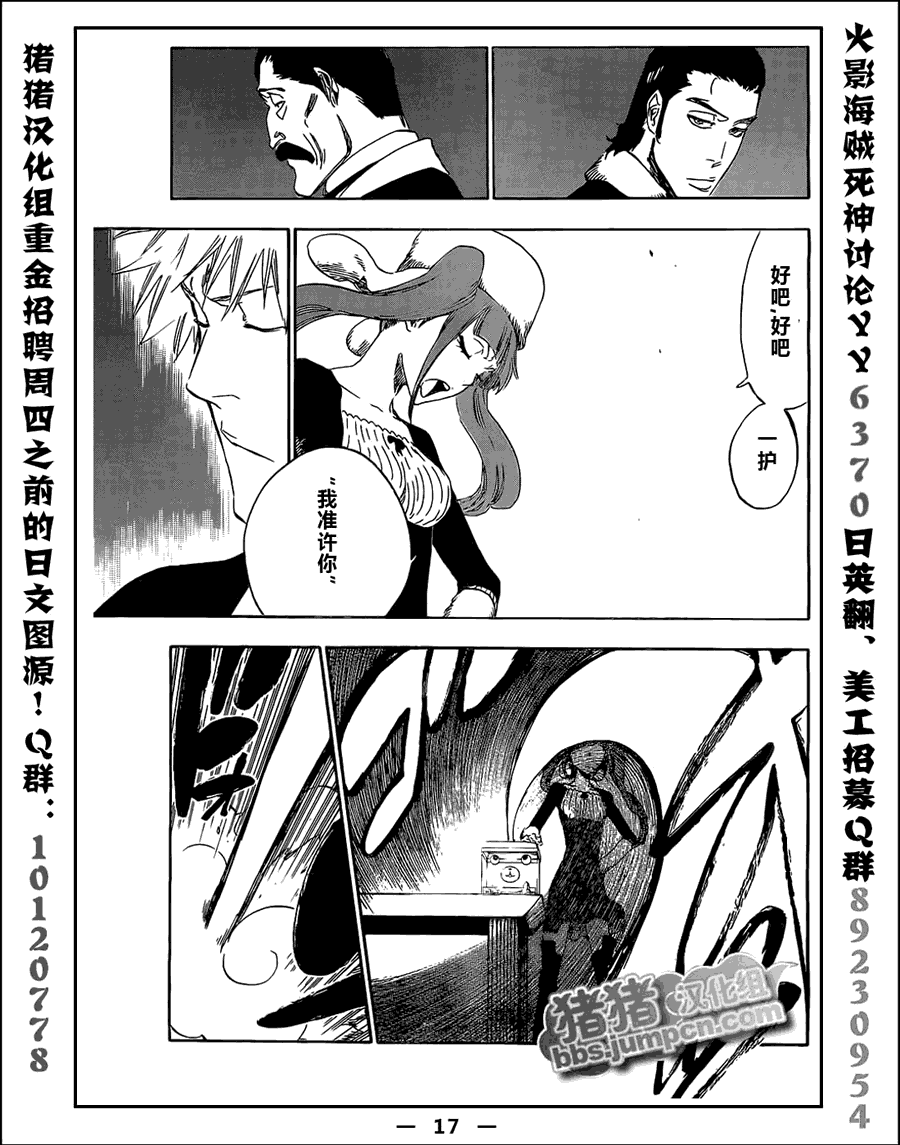 火影海贼死神讨论YY6370日英翻、美工招募Q群89230954
好吧,好吧
一护
“我准许你”
猪猪汉化组重金招聘周四之前的日文图源！Q群：10120778
猪猪汉化组
bbs.jumpcn.com
— 17 —